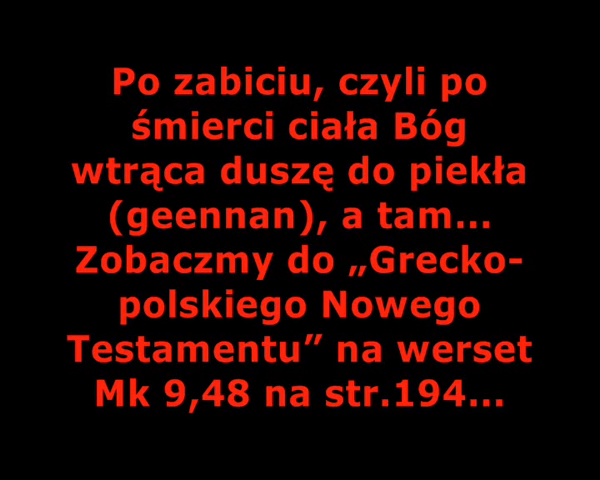 Po zabiciu, czyli po
śmierci ciała Bóg
wtrąca duszę do piekła
(geennan), a tam...
Zobaczmy do „Grecko-
polskiego Nowego
Testamentu” na werset
Mk 9,48 na str.194...